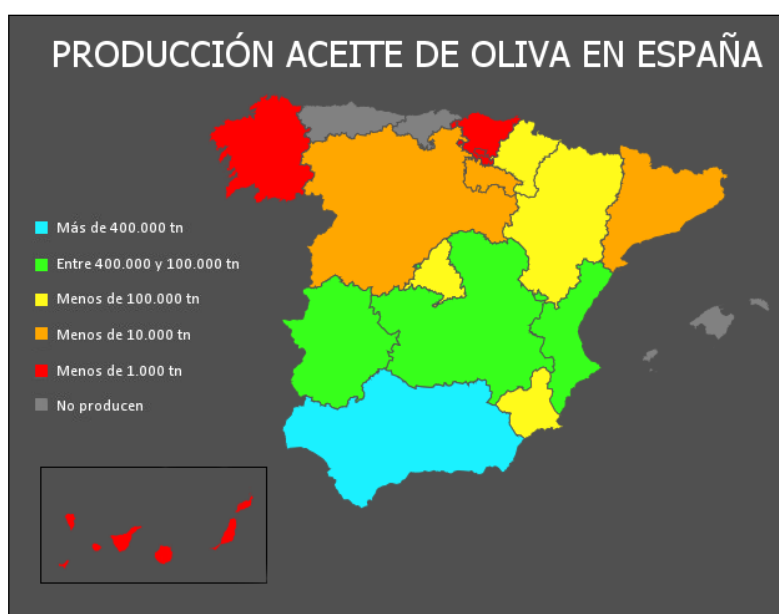 PRODUCCIÓN ACEITE DE OLIVA EN ESPAÑA
Más de 400.000 tn
Entre 400.000 y 100.000 tn
Menos de 100.000 tn
Menos de 10.000 tn
Menos de 1.000 tn
No producen